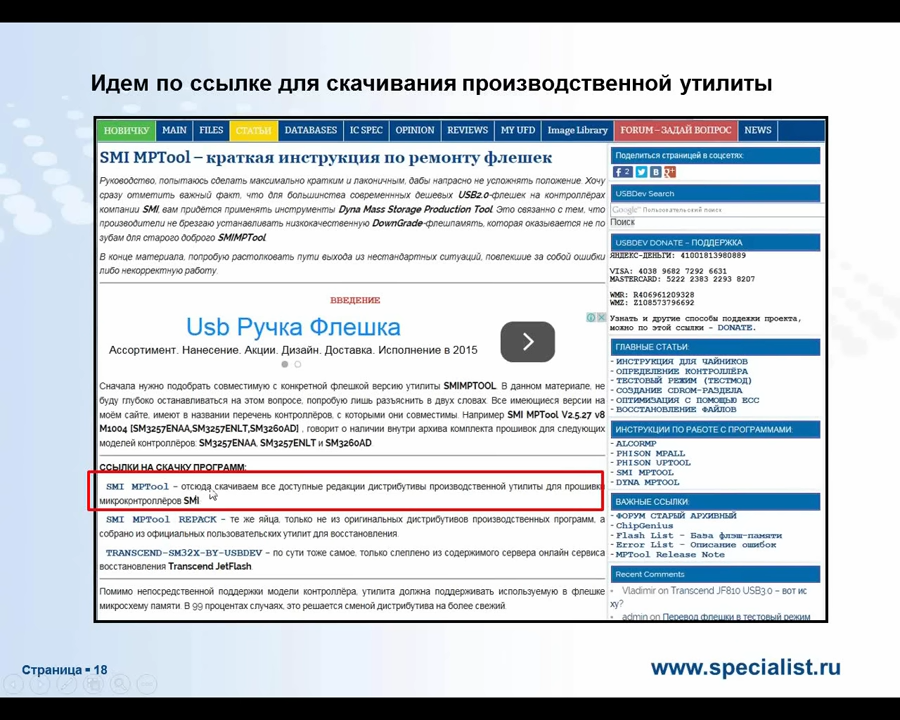 Идем по ссылке для скачивания производственной утилиты
НОВИЧКУ MAIN FILES СТАТЬИ DATABASES IC SPEC OPINION REVIEWS MY UFD Image Library FORUM – ЗАДАЙ ВОПРОС NEWS
SMI MPTool – краткая инструкция по ремонту флешек
Руководство, попытаюсь сделать максимально кратким и лаконичным, дабы напрасно не усложнять положение. Хочу
сразу отметить важный факт, что для большинства современных дешевых USB2.0-флешек на контроллерах
компании SMI, вам придётся применять инструменты Dyna Mass Storage Production Tool. Это связано с тем, что
производители не брезгаю устанавливать низкокачественную DownGrade-флешпамять, которая оказывается не по
зубам для старого доброго SMIMPTool.
В конце материала, попробую растолковать пути выхода из нестандартных ситуаций, повлекшие за собой ошибки
либо некорректную работу.
ВВЕДЕНИЕ
Usb Ручка Флешка
Ассортимент. Нанесение. Акции. Дизайн. Доставка. Исполнение в 2015
Сначала нужно подобрать совместимую с конкретной флешкой версию утилиты SMIMPTOOL. В данном материале, не
буду глубоко останавливаться на этом вопросе, попробую лишь разъяснить в двух словах. Все имеющиеся версии на
моём сайте, имеют в названии перечень контроллёров, с которыми они совместимы. Например SMI MPTool V2.5.27 v8
M1004 [SM3257ENAA,SM3257ENLT,SM3260AD] , говорит о наличии внутри архива комплекта прошивок для следующих
моделей контроллёров: SM3257ENAA, SM3257ENLT и SM3260AD.
ССЫЛКИ НА СКАЧКУ ПРОГРАММ:
SMI MPTool – отсюда скачиваем все доступные редакции дистрибутивы производственной утилиты для прошивки
микроконтроллёров SMI
SMI MPTool REPACK – те же яйца, только не из оригинальных дистрибутивов производственных программ, а
собрано из официальных пользовательских утилит для восстановления.
TRANSCEND-SM32X-BY-USBDEV – по сути тоже самое, только слеплено из содержимого сервера онлайн сервиса
восстановления Transcend JetFlash.
Помимо непосредственной поддержки модели контроллёра, утилита должна поддерживать используемую в флешке
микросхему памяти. В 99 процентах случаях, это решается сменой дистрибутива на более свежий.
Поделиться страницей в соцсетях:
2
USBDev Search
Google Пользовательский поиск
Поиск
USBDEV DONATE – ПОДДЕРЖКА
ЯНДЕКС-ДЕНЬГИ: 41001813980889
VISA: 4038 9682 7292 6631
MASTERCARD: 5222 2383 2293 8207
WMR: R406961209328
WMZ: Z108573796962
Узнать и другие способы поддежки проекта,
можно по этой ссылки - DONATE.
ГЛАВНЫЕ СТАТЬИ:
- ИНСТРУКЦИЯ ДЛЯ ЧАЙНИКОВ
- ОПРЕДЕЛЕНИЕ КОНТРОЛЛЁРА
- ТЕСТОВЫЙ РЕЖИМ (ТЕСТМОД)
- СОЗДАНИЕ CDROM-РАЗДЕЛА
- ОПТИМИЗАЦИЯ С ПОМОЩЬЮ ECC
- ВОССТАНОВЛЕНИЕ ФАЙЛОВ
ИНСТРУКЦИИ ПО РАБОТЕ С ПРОГРАММАМИ:
- ALCORMP
- PHISON MPALL
- PHISON UPTOOL
- SMI MPTOOL
- DYNA MPTOOL
ВАЖНЫЕ ССЫЛКИ:
- ФОРУМ СТАРЫЙ АРХИВНЫЙ
- ChipGenius
- Flash List - База флэш-памяти
- Error List - Описание ошибок
- MPTool Release Note
Recent Comments
Vladimir on Transcend JF810 USB3.0 – вот ис
ху?
admin on Перевод флешки в тестовый режим
Страница ▪ 18
www.specialist.ru